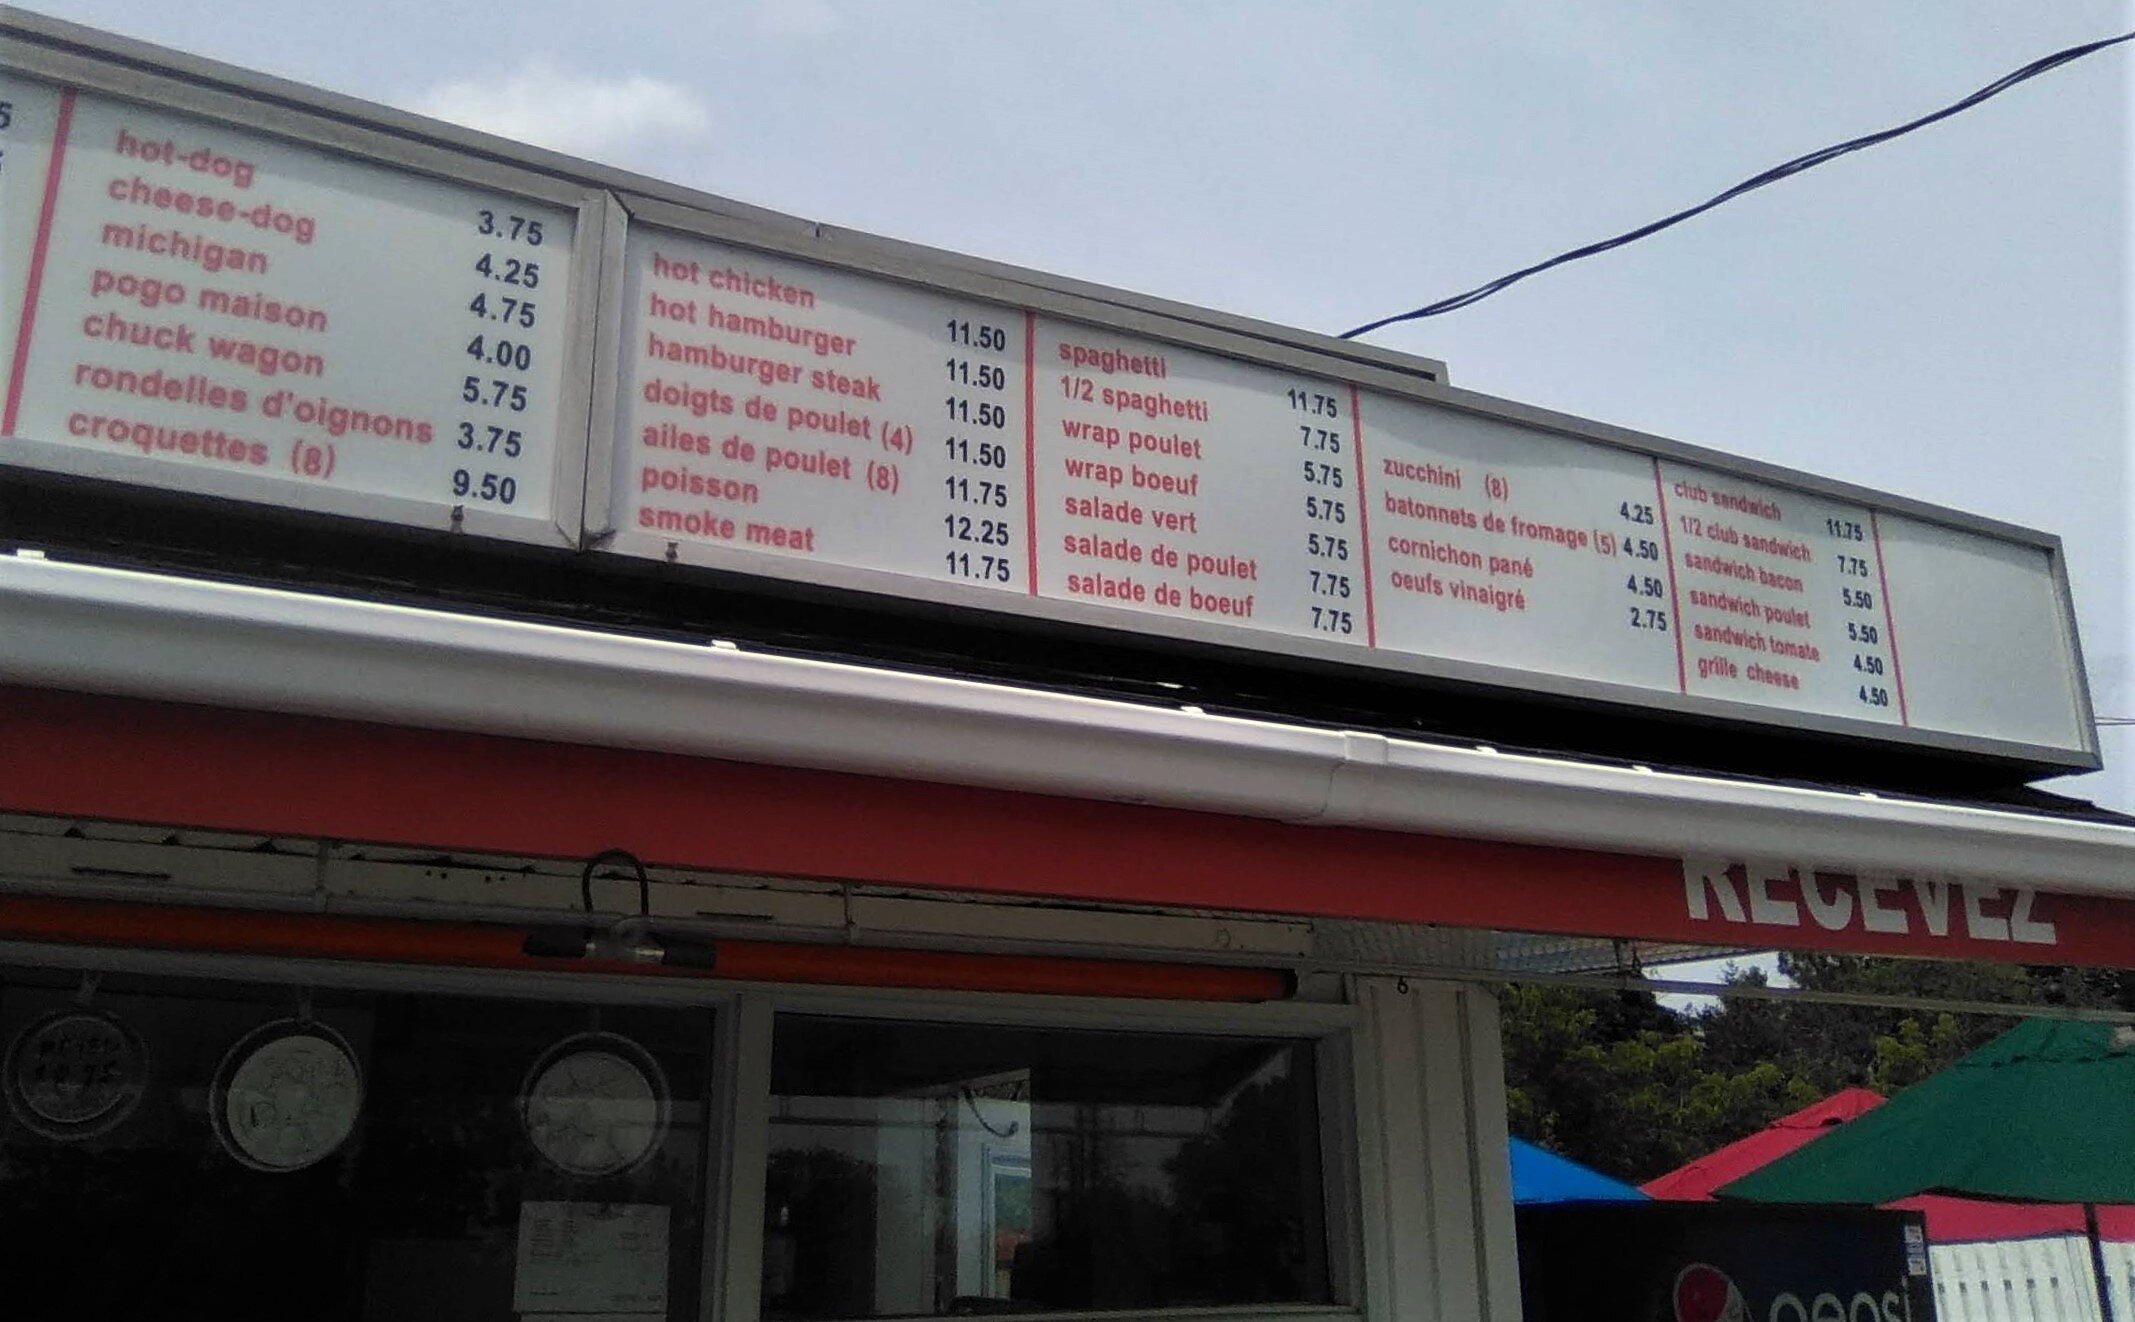 hot-dog 3.75
cheese-dog 4.25
michigan 4.75
pogo maison 4.00
chuck wagon 5.75
rondelles d'oignons 3.75
croquettes (8) 9.50
hot chicken 11.50
hot hamburger 11.50
hamburger steak 11.50
doigts de poulet (4) 11.50
ailes de poulet (8) 11.75
poisson 12.25
smoke meat 11.75
spaghetti 11.75
1/2 spaghetti 7.75
wrap poulet 5.75
wrap boeuf 5.75
salade vert 5.75
salade de poulet 7.75
salade de boeuf 7.75
zucchini (8) 4.25
batonnets de fromage (5) 4.50
cornichon pané 4.50
oeufs vinaigré 2.75
club sandwich 11.75
1/2 club sandwich 7.75
sandwich bacon 5.50
sandwich poulet 5.50
sandwich tomate 4.50
grille cheese 4.50
RECEVEZ
6
pepsi